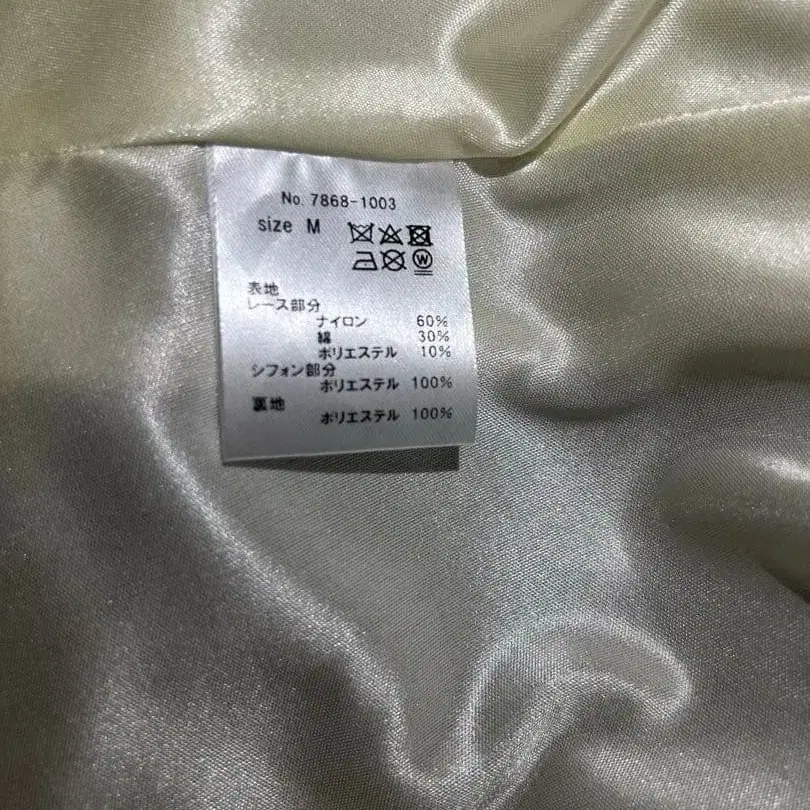 No. 7868-1003
size M
W
表地
レース部分
ナイロン 60%
綿 30%
ポリエステル 10%
シフォン部分
ポリエステル 100%
裏地
ポリエステル 100%